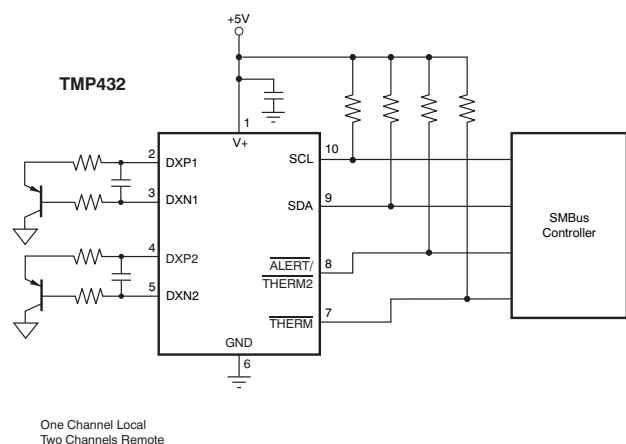 +5V
TMP432
1
V+
2
DXP1
3
DXN1
4
DXP2
5
DXN2
10
SCL
9
SDA
8
ALERT/
THERM2
7
THERM
GND
6
SMBus
Controller
One Channel Local
Two Channels Remote